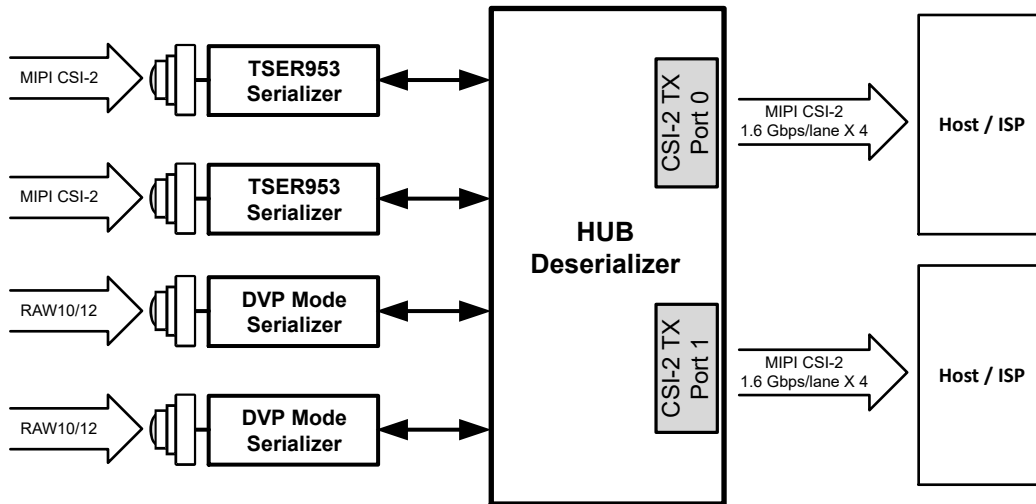 MIPI CSI-2
TSER953
Serializer
MIPI CSI-2
TSER953
Serializer
RAW10/12
DVP Mode
Serializer
RAW10/12
DVP Mode
Serializer
HUB
Deserializer
CSI-2 TX
Port 0
CSI-2 TX
Port 1
MIPI CSI-2
1.6 Gbps/lane X 4
Host / ISP
MIPI CSI-2
1.6 Gbps/lane X 4
Host / ISP